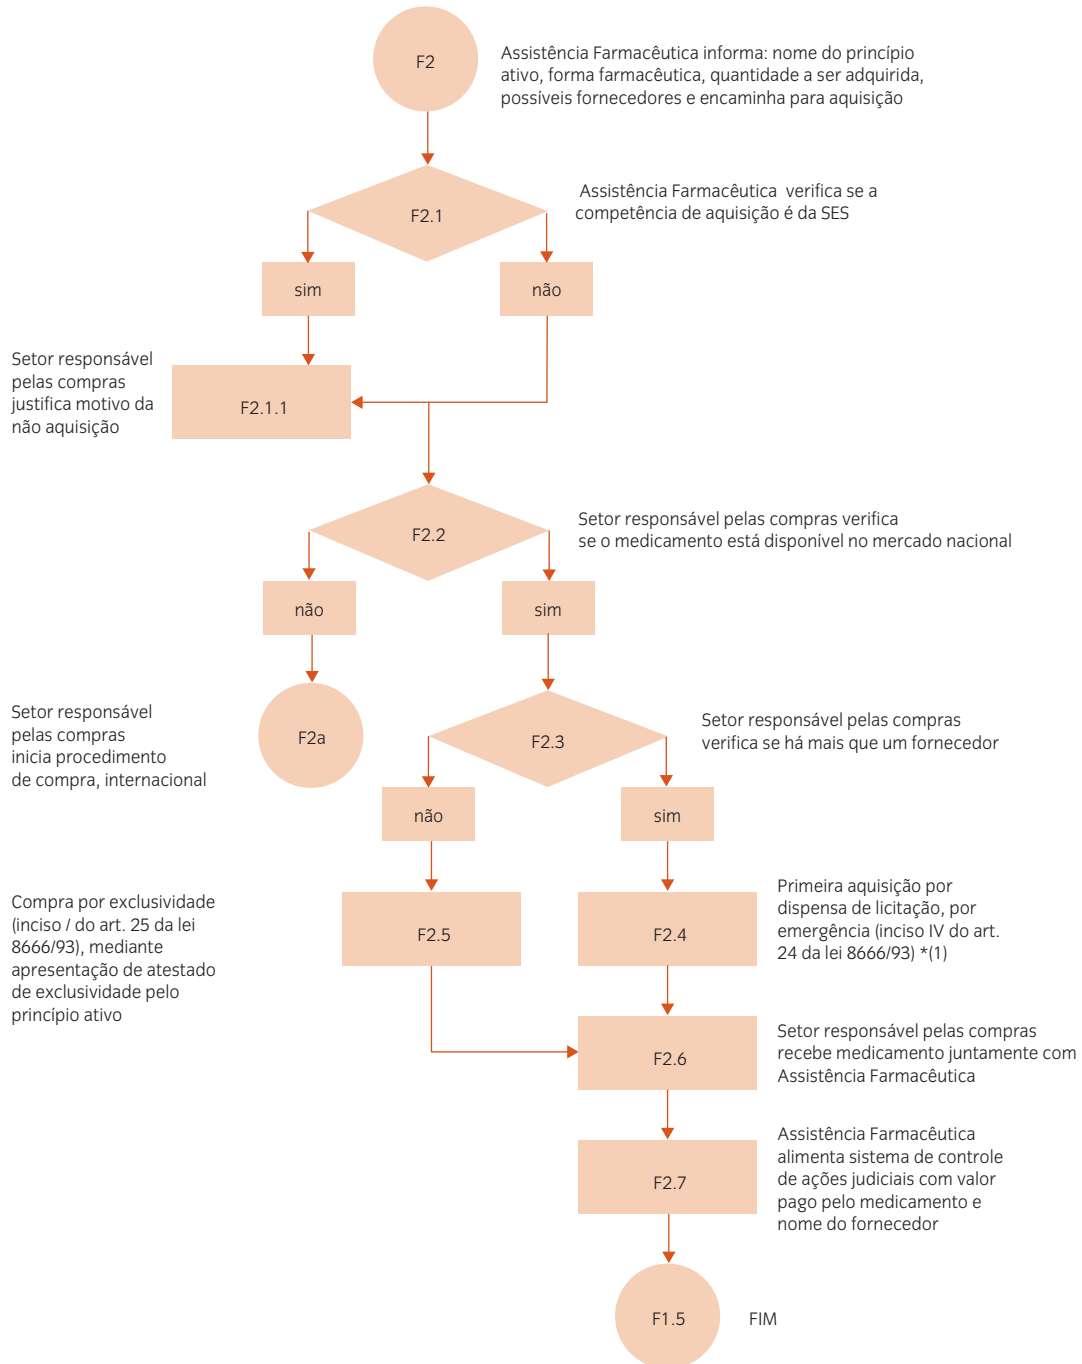 F2
Assistência Farmacêutica informa: nome do princípio
ativo, forma farmacêutica, quantidade a ser adquirida,
possíveis fornecedores e encaminha para aquisição
F2.1
Assistência Farmacêutica verifica se a
competência de aquisição é da SES
sim
não
Setor responsável
pelas compras
justifica motivo da
não aquisição
F2.1.1
F2.2
Setor responsável pelas compras verifica
se o medicamento está disponível no mercado nacional
não
sim
Setor responsável
pelas compras
inicia procedimento
de compra, internacional
F2a
F2.3
Setor responsável pelas compras
verifica se há mais que um fornecedor
não
sim
Compra por exclusividade
(inciso / do art. 25 da lei
8666/93), mediante
apresentação de atestado
de exclusividade pelo
princípio ativo
F2.5
F2.4
Primeira aquisição por
dispensa de licitação, por
emergência (inciso IV do art.
24 da lei 8666/93) *(1)
F2.6
Setor responsável pelas compras
recebe medicamento juntamente com
Assistência Farmacêutica
F2.7
Assistência Farmacêutica
alimenta sistema de controle
de ações judiciais com valor
pago pelo medicamento e
nome do fornecedor
F1.5
FIM